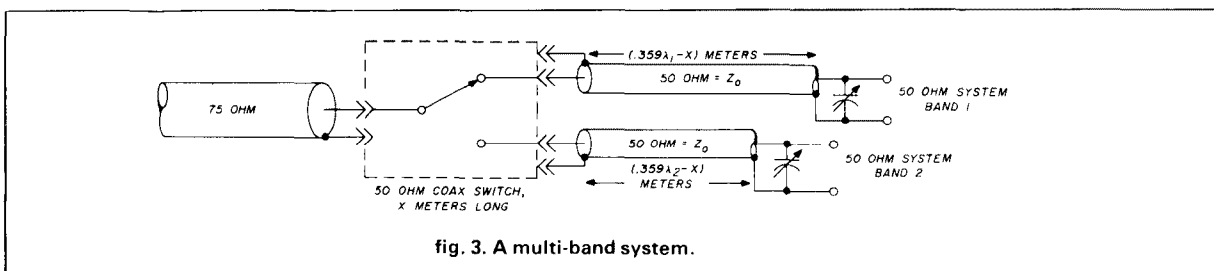 (.359λ₁-X) METERS
50 OHM = Z₀
75 OHM
50 OHM SYSTEM
BAND 1
50 OHM = Z₀
50 OHM SYSTEM
BAND 2
(.359λ₂-X)
METERS
50 OHM COAX SWITCH,
X METERS LONG
fig. 3. A multi-band system.